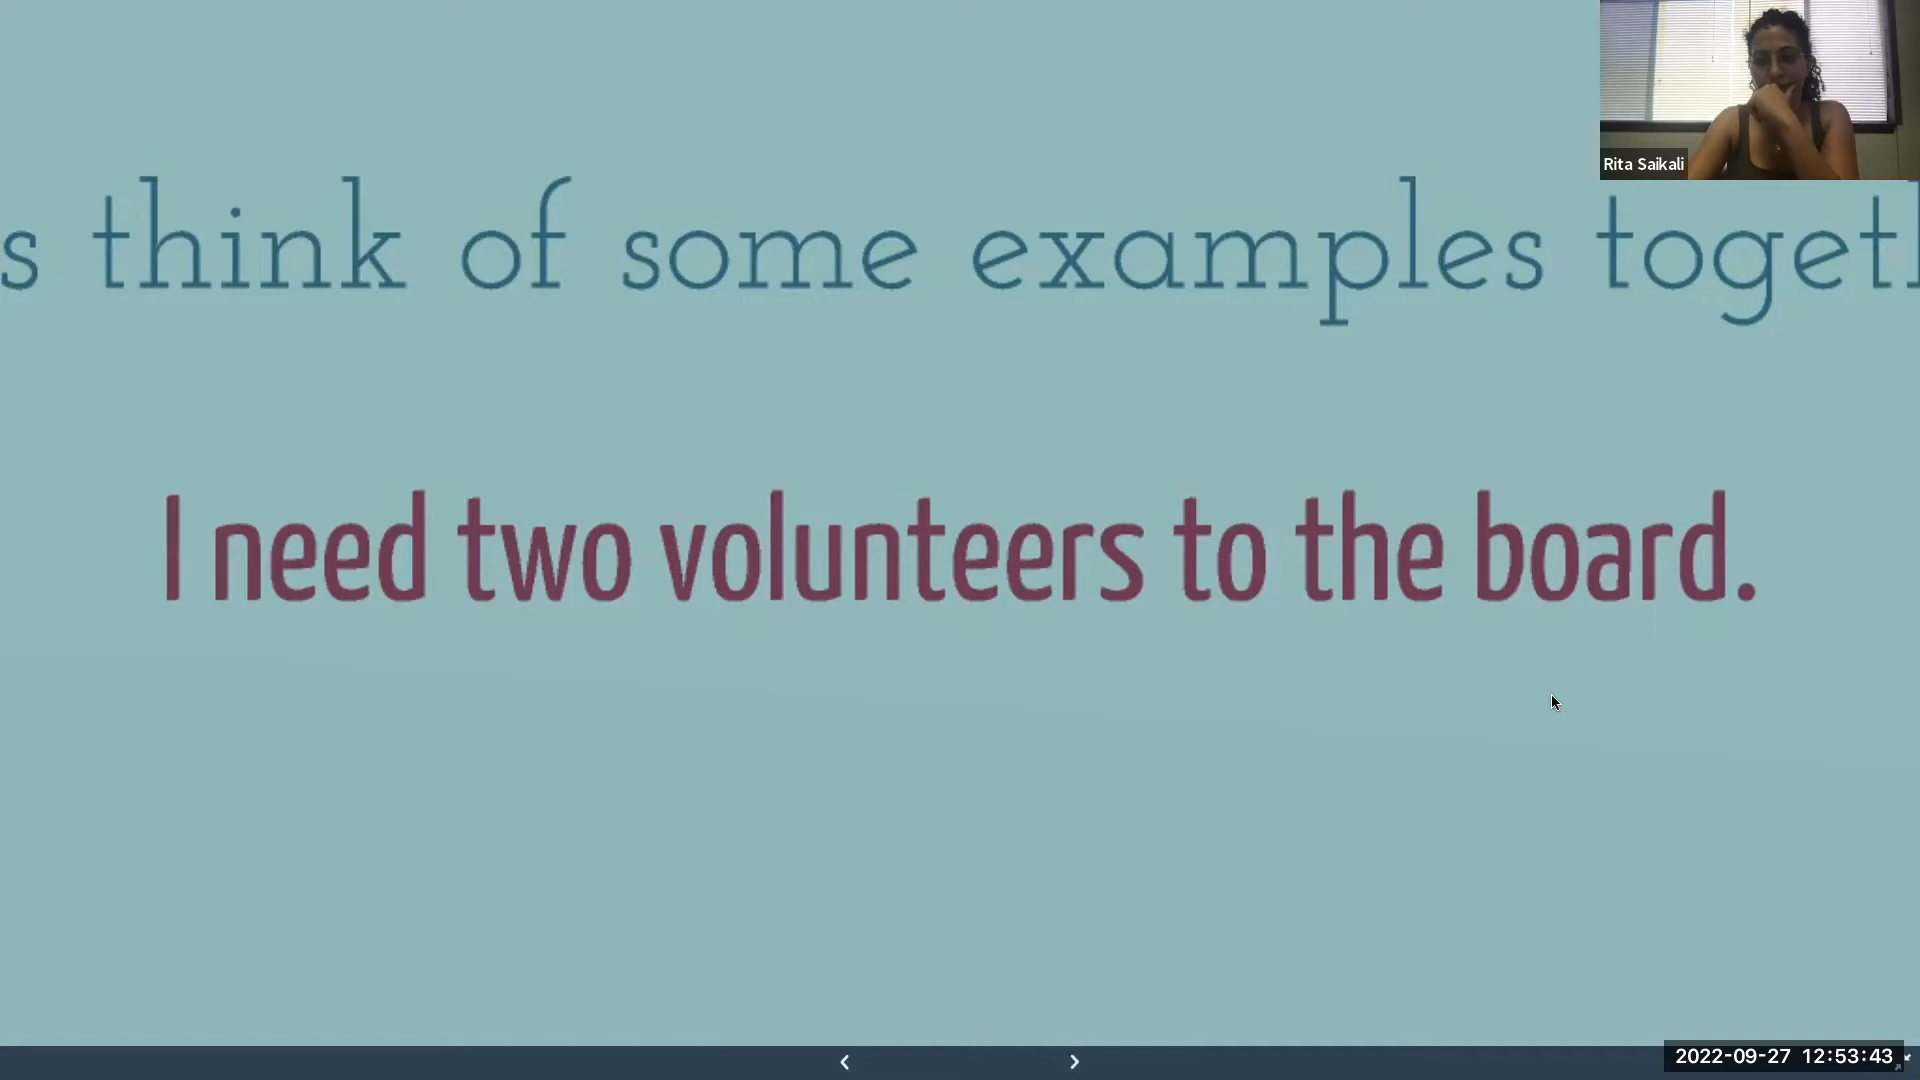 Rita Saikali
s think of some examples toget
I need two volunteers to the board.
2022-09-27 12:53:43